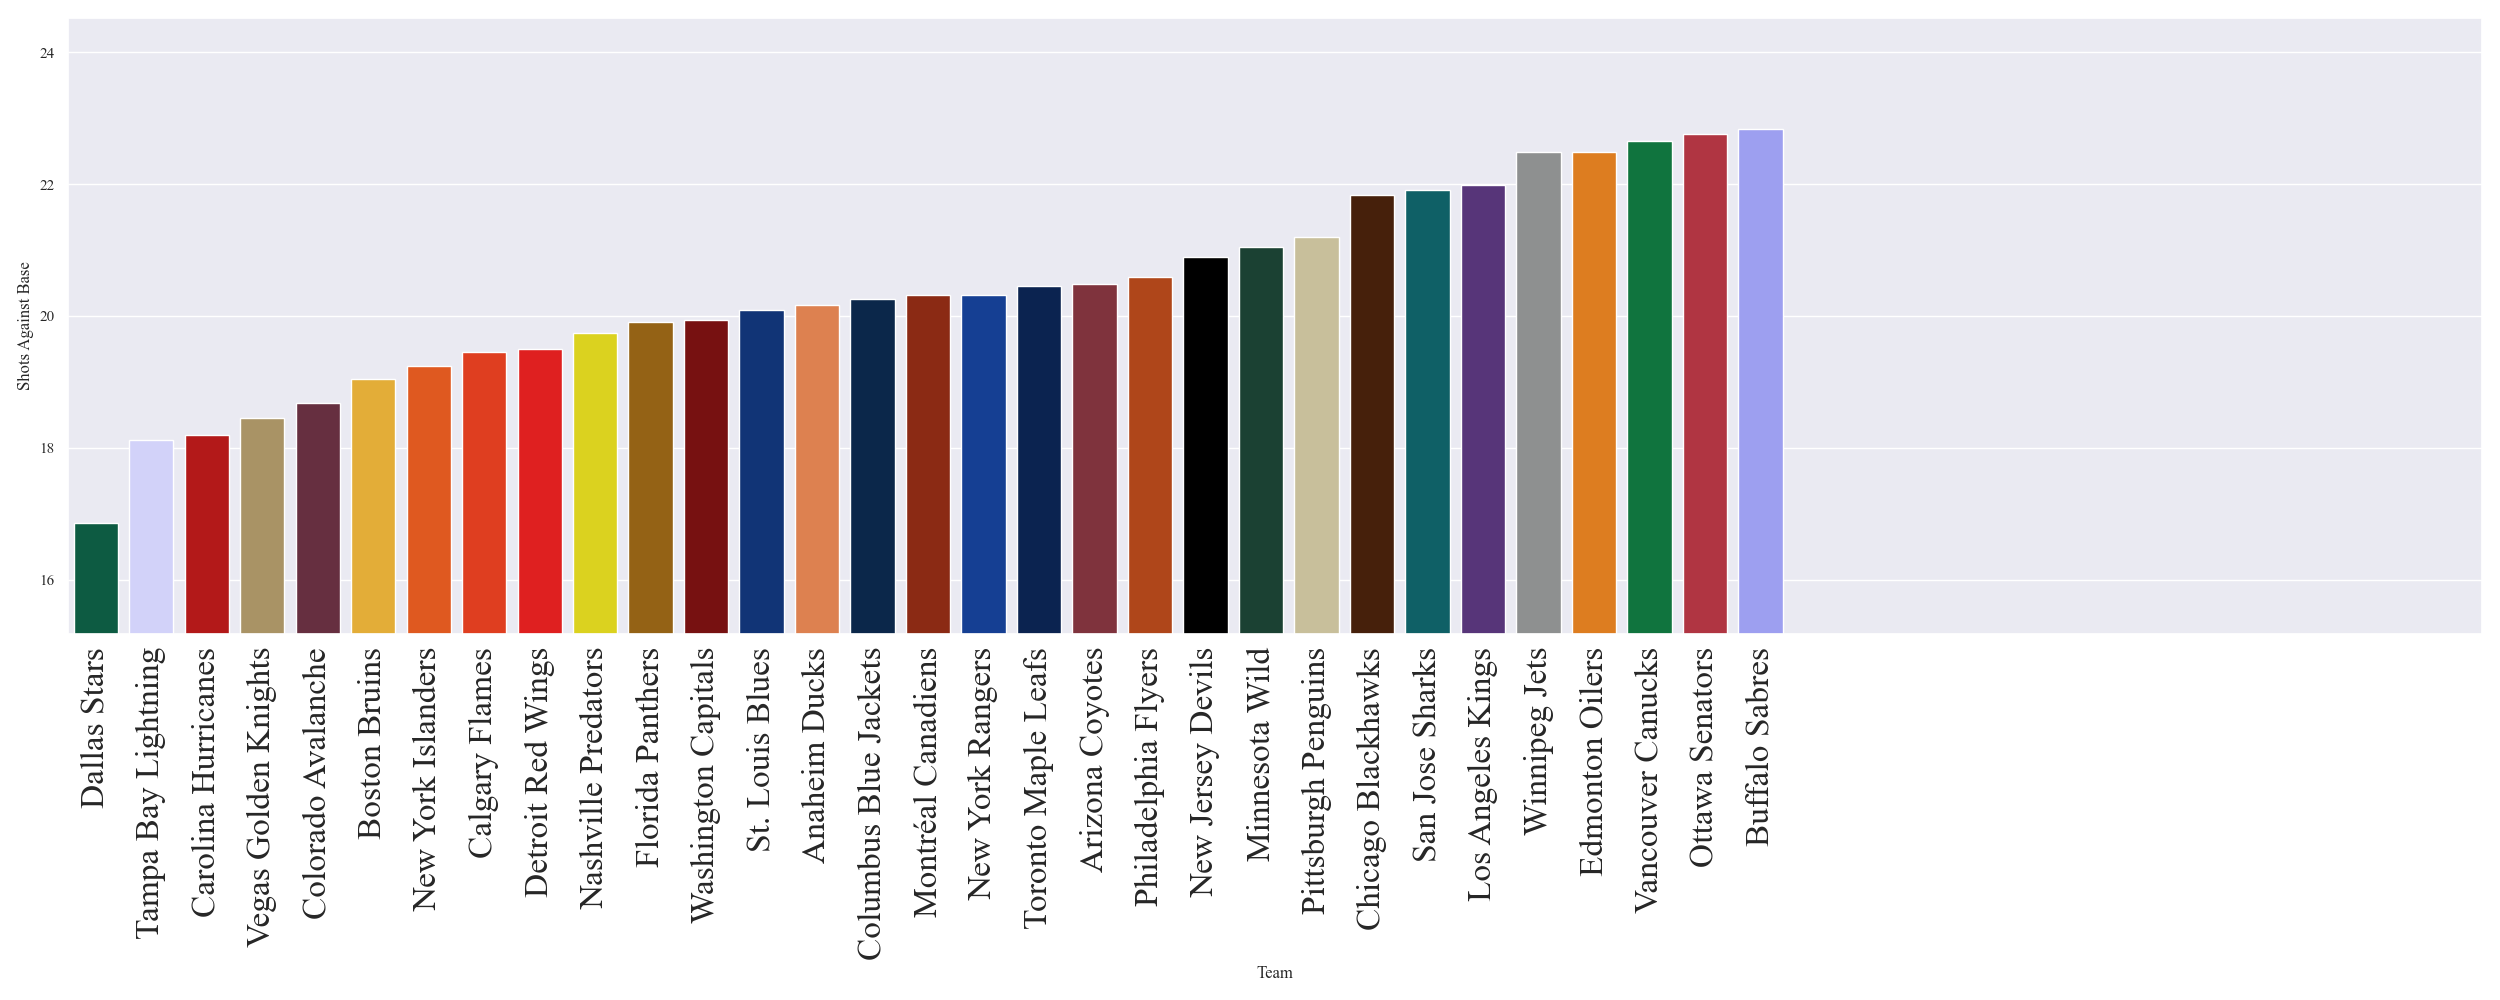 24
22
20
18
16
Shots Against Base
Dallas Stars
Tampa Bay Lightning
Carolina Hurricanes
Vegas Golden Knights
Colorado Avalanche
Boston Bruins
New York Islanders
Calgary Flames
Detroit Red Wings
Nashville Predators
Florida Panthers
Washington Capitals
St. Louis Blues
Anaheim Ducks
Columbus Blue Jackets
Montréal Canadiens
New York Rangers
Toronto Maple Leafs
Arizona Coyotes
Philadelphia Flyers
New Jersey Devils
Minnesota Wild
Pittsburgh Penguins
Chicago Blackhawks
San Jose Sharks
Los Angeles Kings
Winnipeg Jets
Edmonton Oilers
Vancouver Canucks
Ottawa Senators
Buffalo Sabres
Team